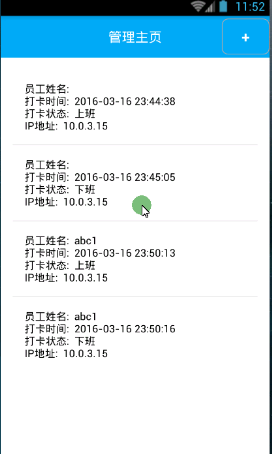 11:52
管理主页
+
员工姓名:
打卡时间: 2016-03-16 23:44:38
打卡状态: 上班
IP地址: 10.0.3.15
员工姓名:
打卡时间: 2016-03-16 23:45:05
打卡状态: 下班
IP地址: 10.0.3.15
员工姓名: abc1
打卡时间: 2016-03-16 23:50:13
打卡状态: 上班
IP地址: 10.0.3.15
员工姓名: abc1
打卡时间: 2016-03-16 23:50:16
打卡状态: 下班
IP地址: 10.0.3.15